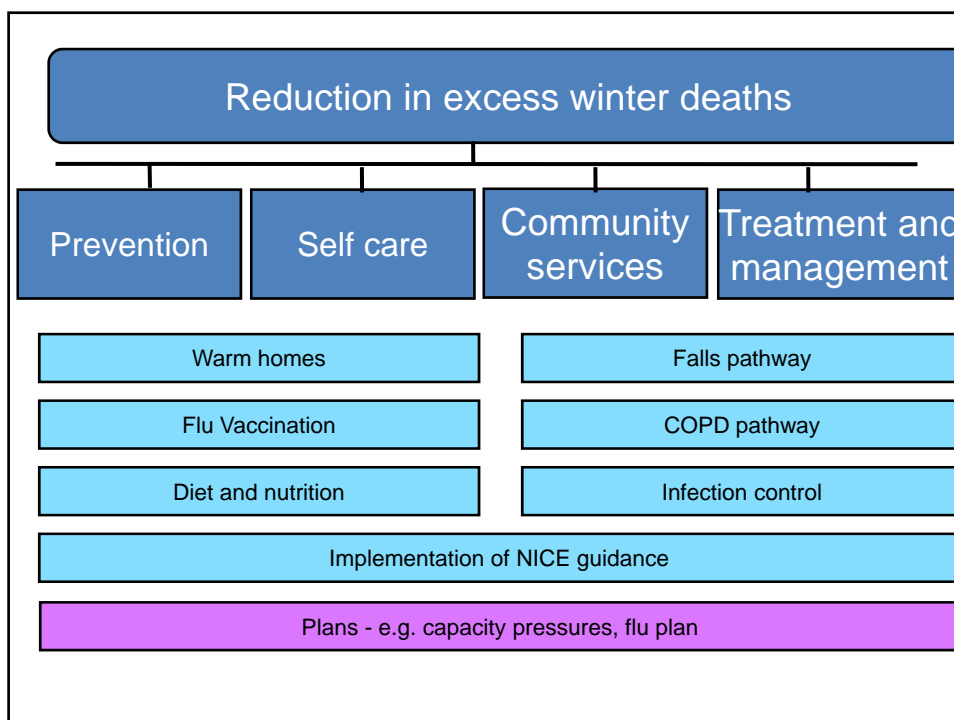 Reduction in excess winter deaths
Prevention
Self care
Community
services
Treatment and
management
Warm homes
Falls pathway
Flu Vaccination
COPD pathway
Diet and nutrition
Infection control
Implementation of NICE guidance
Plans - e.g. capacity pressures, flu plan